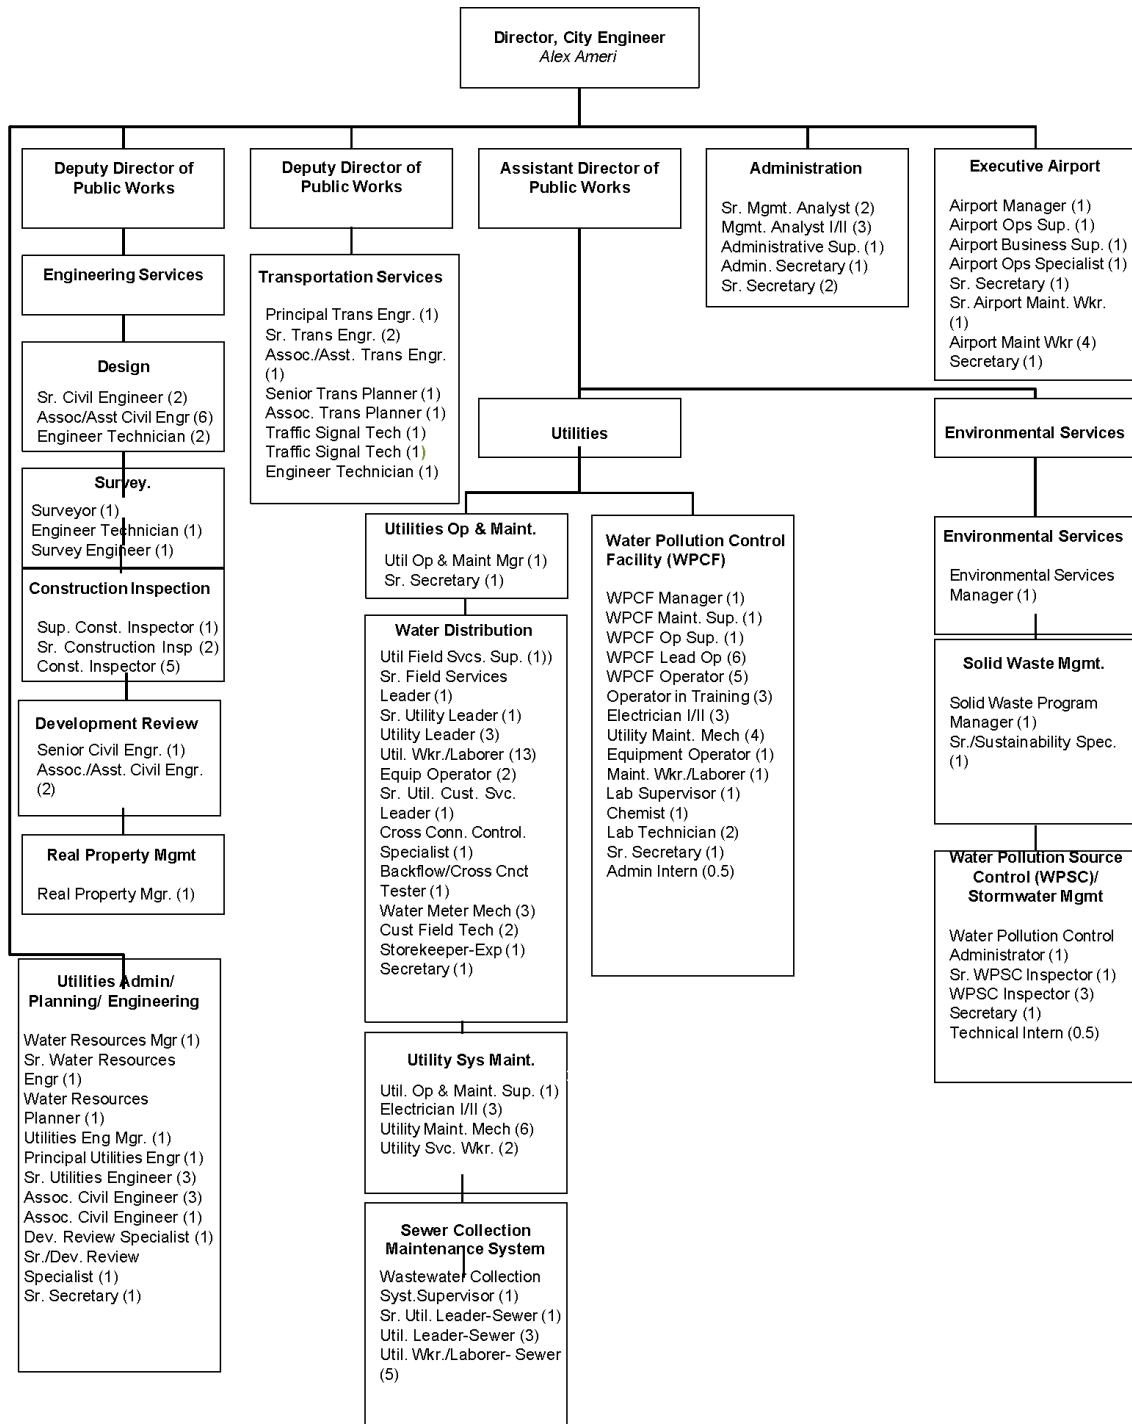 Director, City Engineer
Alex Ameri
Deputy Director of
Public Works
Engineering Services
Design
Sr. Civil Engineer (2)
Assoc/Asst Civil Engr (6)
Engineer Technician (2)
Survey.
Surveyor (1)
Engineer Technician (1)
Survey Engineer (1)
Construction Inspection
Sup. Const. Inspector (1)
Sr. Construction Insp (2)
Const. Inspector (5)
Development Review
Senior Civil Engr. (1)
Assoc./Asst. Civil Engr.
(2)
Real Property Mgmt
Real Property Mgr. (1)
Utilities Admin/
Planning/ Engineering
Water Resources Mgr (1)
Sr. Water Resources
Engr (1)
Water Resources
Planner (1)
Utilities Eng Mgr. (1)
Principal Utilities Engr (1)
Sr. Utilities Engineer (3)
Assoc. Civil Engineer (3)
Assoc. Civil Engineer (1)
Dev. Review Specialist (1)
Sr./Dev. Review
Specialist (1)
Sr. Secretary (1)
Deputy Director of
Public Works
Transportation Services
Principal Trans Engr. (1)
Sr. Trans Engr. (2)
Assoc./Asst. Trans Engr.
(1)
Senior Trans Planner (1)
Assoc. Trans Planner (1)
Traffic Signal Tech (1)
Traffic Signal Tech (1)
Engineer Technician (1)
Assistant Director of
Public Works
Utilities
Utilities Op & Maint.
Util Op & Maint Mgr (1)
Sr. Secretary (1)
Water Distribution
Util Field Svcs. Sup. (1))
Sr. Field Services
Leader (1)
Sr. Utility Leader (1)
Utility Leader (3)
Util. Wkr./Laborer (13)
Equip Operator (2)
Sr. Util. Cust. Svc.
Leader (1)
Cross Conn. Control.
Specialist (1)
Backflow/Cross Cnct
Tester (1)
Water Meter Mech (3)
Cust Field Tech (2)
Storekeeper-Exp (1)
Secretary (1)
Utility Sys Maint.
Util. Op & Maint. Sup. (1)
Electrician I/II (3)
Utility Maint. Mech (6)
Utility Svc. Wkr. (2)
Sewer Collection
Maintenance System
Wastewater Collection
Syst.Supervisor (1)
Sr. Util. Leader-Sewer (1)
Util. Leader-Sewer (3)
Util. Wkr./Laborer- Sewer
(5)
Water Pollution Control
Facility (WPCF)
WPCF Manager (1)
WPCF Maint. Sup. (1)
WPCF Op Sup. (1)
WPCF Lead Op (6)
WPCF Operator (5)
Operator in Training (3)
Electrician I/II (3)
Utility Maint. Mech (4)
Equipment Operator (1)
Maint. Wkr./Laborer (1)
Lab Supervisor (1)
Chemist (1)
Lab Technician (2)
Sr. Secretary (1)
Admin Intern (0.5)
Administration
Sr. Mgmt. Analyst (2)
Mgmt. Analyst I/II (3)
Administrative Sup. (1)
Admin. Secretary (1)
Sr. Secretary (2)
Executive Airport
Airport Manager (1)
Airport Ops Sup. (1)
Airport Business Sup. (1)
Airport Ops Specialist (1)
Sr. Secretary (1)
Sr. Airport Maint. Wkr.
(1)
Airport Maint Wkr (4)
Secretary (1)
Environmental Services
Environmental Services
Environmental Services
Manager (1)
Solid Waste Mgmt.
Solid Waste Program
Manager (1)
Sr./Sustainability Spec.
(1)
Water Pollution Source
Control (WPSC)/
Stormwater Mgmt
Water Pollution Control
Administrator (1)
Sr. WPSC Inspector (1)
WPSC Inspector (3)
Secretary (1)
Technical Intern (0.5)